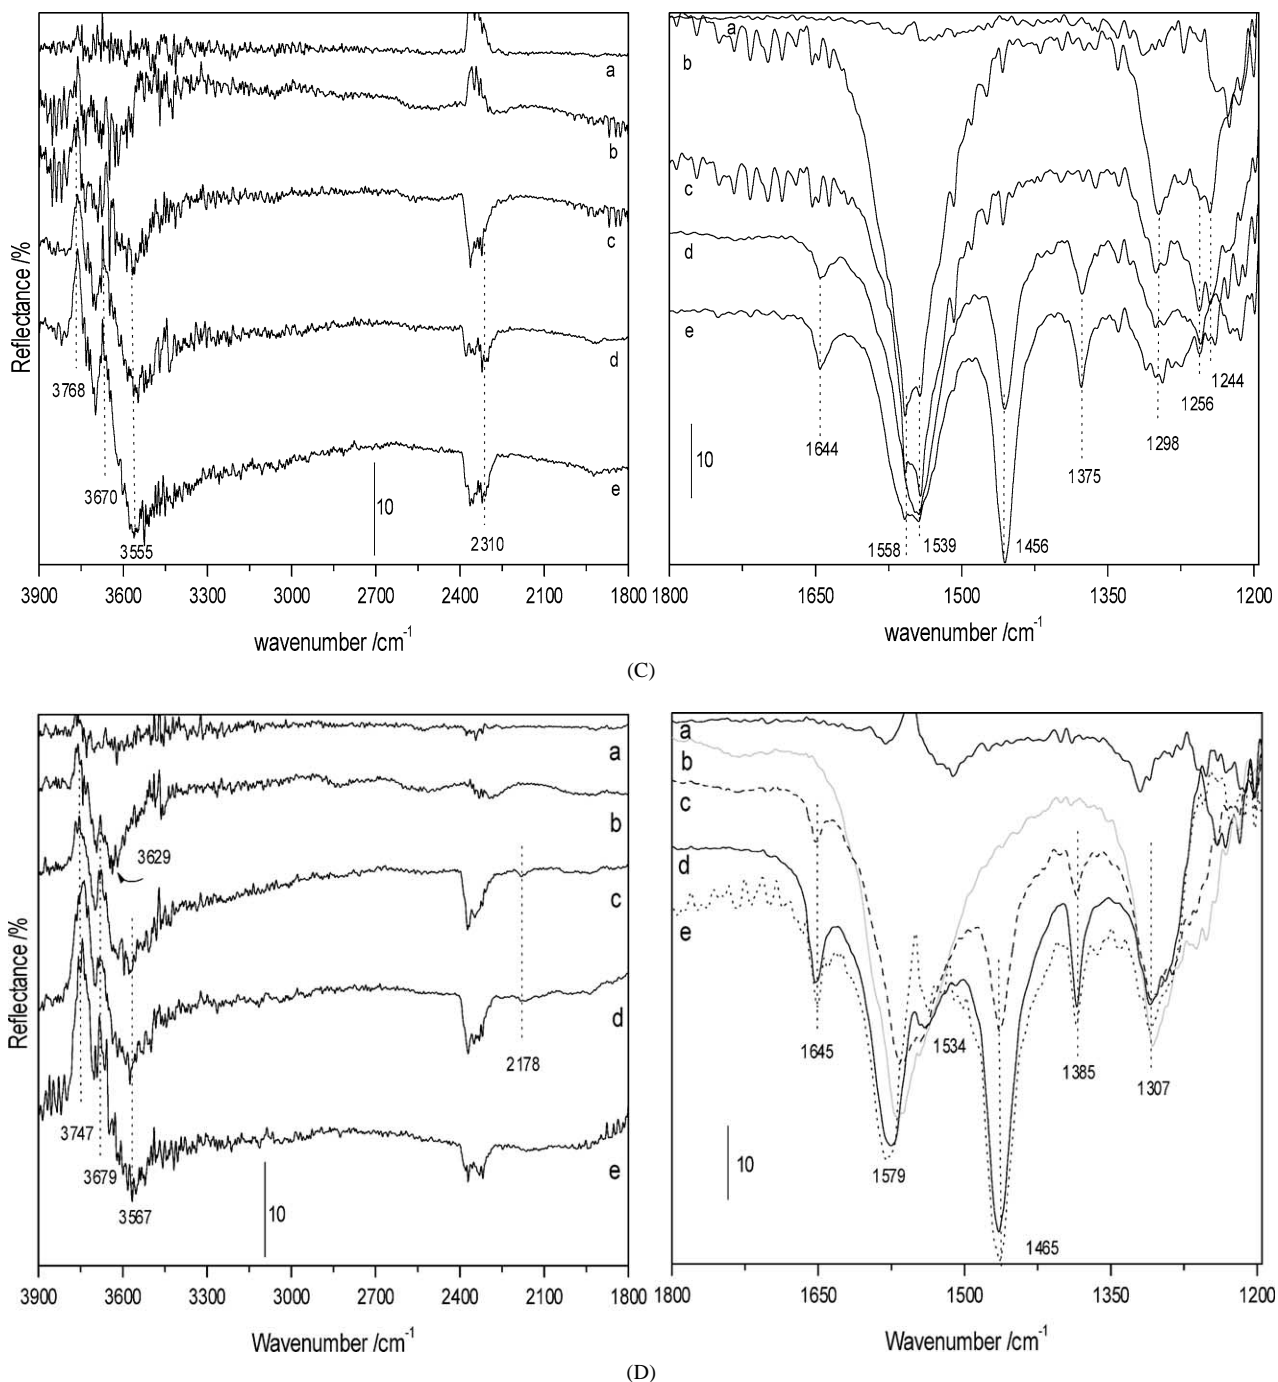 a
b
c
d
e
3768
3670
3555
10
2310
Reflectance /%
3900 3600 3300 3000 2700 2400 2100 1800
wavenumber /cm-1
a
b
c
d
e
10
1644
1558
1539
1456
1375
1298
1256
1244
1800 1650 1500 1350 1200
wavenumber /cm-1
(C)
a
b
c
d
e
3629
3747
3679
3567
10
2178
Reflectance /%
3900 3600 3300 3000 2700 2400 2100 1800
Wavenumber /cm-1
a
b
c
d
e
10
1645
1579
1534
1465
1385
1307
1800 1650 1500 1350 1200
Wavenumber /cm-1
(D)